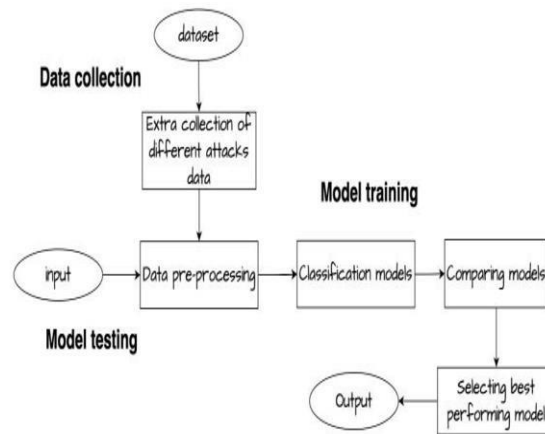 dataset
Data collection
Extra collection of
different attacks
data
Model training
input
Data pre-processing
Classification models
Comparing models
Model testing
Output
Selecting best
performing model